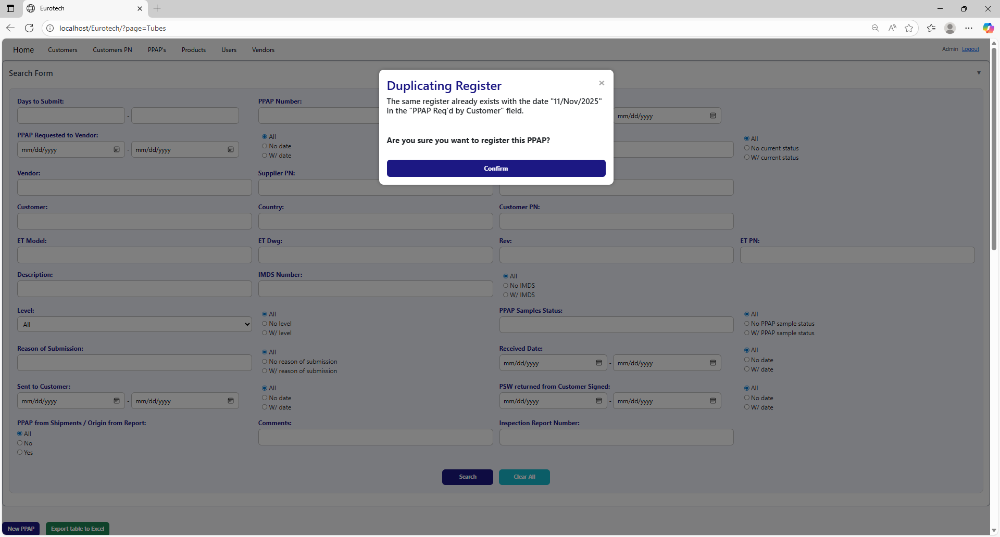 Eurotech
localhost/Eurotech/?page=Tubes
Home Customers Customers PN PPAP's Products Users Vendors Admin Logout
Search Form
Duplicating Register
The same register already exists with the date "11/Nov/2025"
in the "PPAP Req'd by Customer" field.
Are you sure you want to register this PPAP?
Confirm
Days to Submit: PPAP Number:
- mm/dd/yyyy
PPAP Requested to Vendor:
mm/dd/yyyy - mm/dd/yyyy
All
No date
W/ date
All
No current status
W/ current status
Vendor: Supplier PN:
Customer: Country: Customer PN:
ET Model: ET Dwg: Rev: ET PN:
Description: IMDS Number:
All
No IMDS
W/ IMDS
Level:
All
All
No level
W/ level
PPAP Samples Status:
All
No PPAP sample status
W/ PPAP sample status
Reason of Submission:
All
No reason of submission
W/ reason of submission
Received Date:
mm/dd/yyyy - mm/dd/yyyy
All
No date
W/ date
Sent to Customer:
mm/dd/yyyy - mm/dd/yyyy
All
No date
W/ date
PSW returned from Customer Signed:
mm/dd/yyyy - mm/dd/yyyy
All
No date
W/ date
PPAP from Shipments / Origin from Report:
All
No
Yes
Comments:
Inspection Report Number:
Search Clear All
New PPAP Export table to Excel